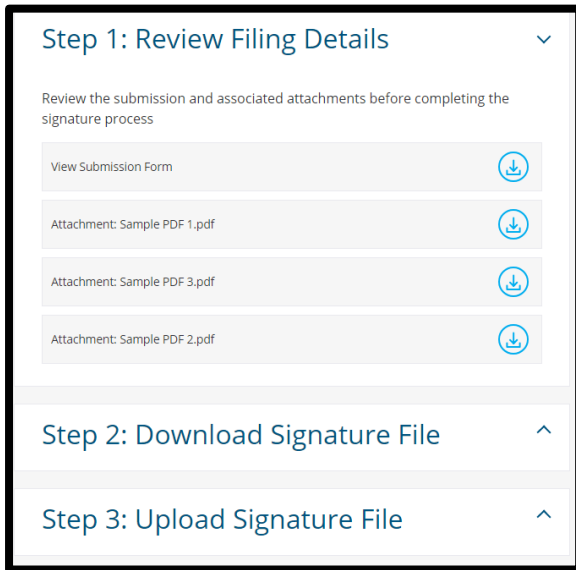 Step 1: Review Filing Details
Review the submission and associated attachments before completing the
signature process
View Submission Form
Attachment: Sample PDF 1.pdf
Attachment: Sample PDF 3.pdf
Attachment: Sample PDF 2.pdf
Step 2: Download Signature File
Step 3: Upload Signature File